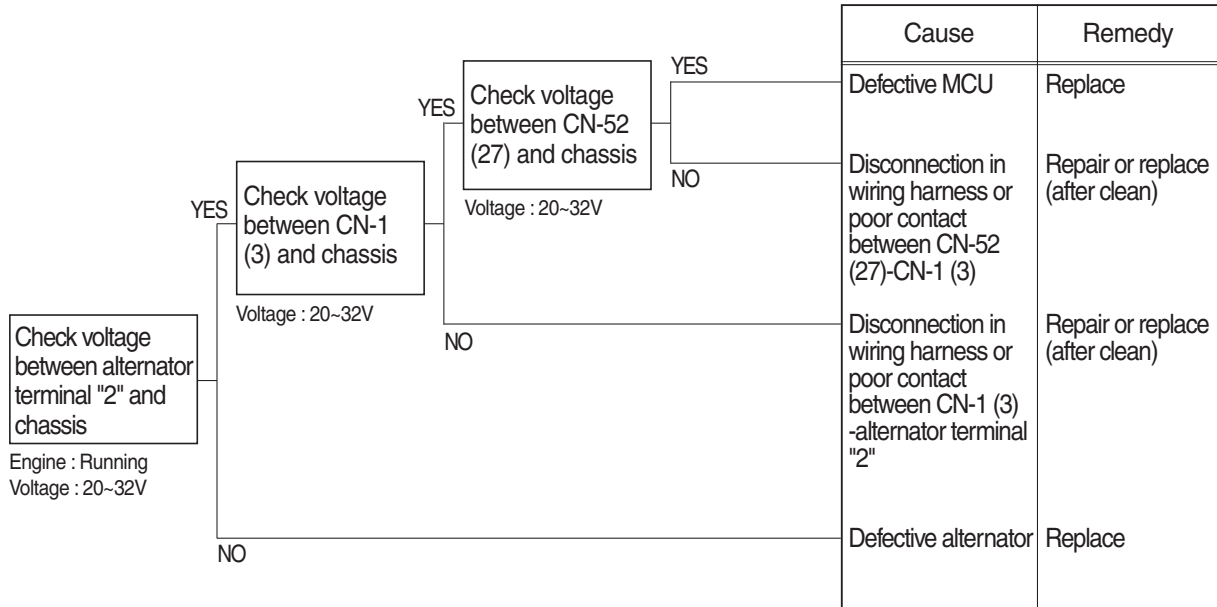 Cause
Remedy
YES
Defective MCU
Replace
Check voltage
between CN-52
(27) and chassis
YES
Voltage : 20~32V
NO
Disconnection in
wiring harness or
poor contact
between CN-52
(27)-CN-1 (3)
Repair or replace
(after clean)
Check voltage
between CN-1
(3) and chassis
YES
Voltage : 20~32V
NO
Disconnection in
wiring harness or
poor contact
between CN-1 (3)
-alternator terminal
"2"
Repair or replace
(after clean)
Check voltage
between alternator
terminal "2" and
chassis
Engine : Running
Voltage : 20~32V
NO
Defective alternator
Replace